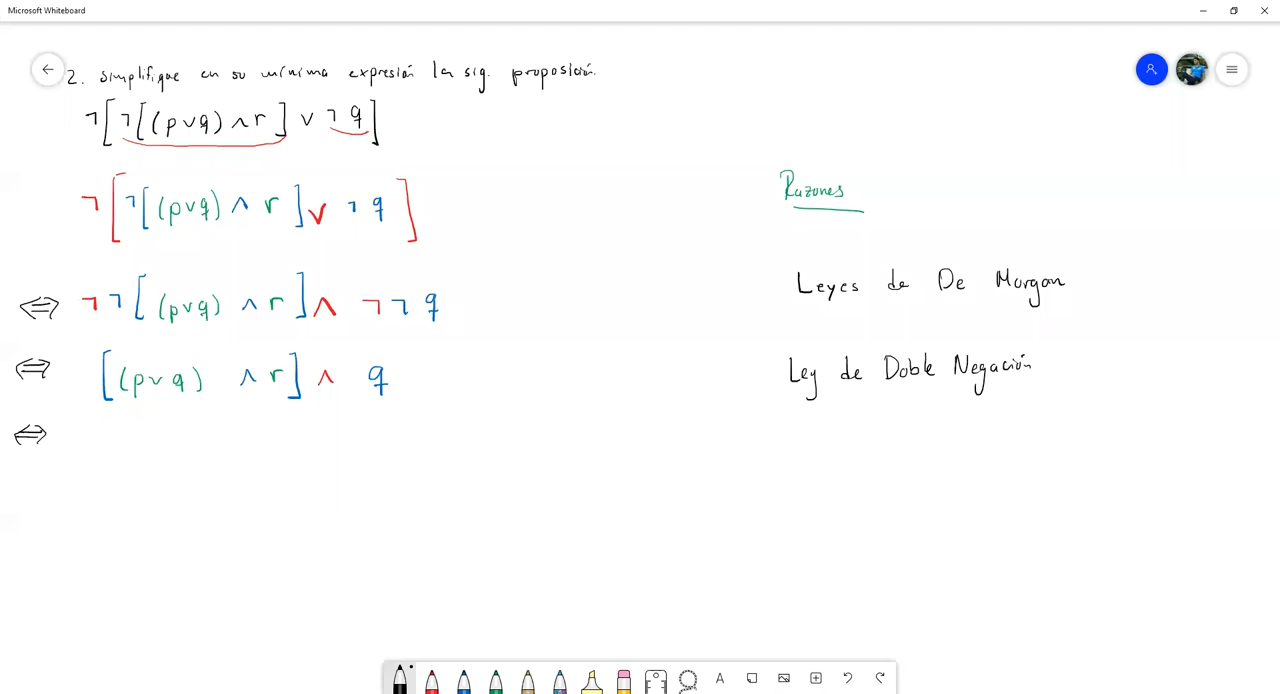 Microsoft Whiteboard
2. Simplifique en su mínima expresión la sig. proposición.
¬[¬[(p∨q)∧r]∨¬q]
¬[¬[(p∨q)∧r]∨¬q]
Razones
⇔ ¬¬[(p∨q)∧r]∧¬¬q Leyes de De Morgan
⇔ [(p∨q)∧r]∧q Ley de Doble Negación
⇔
A